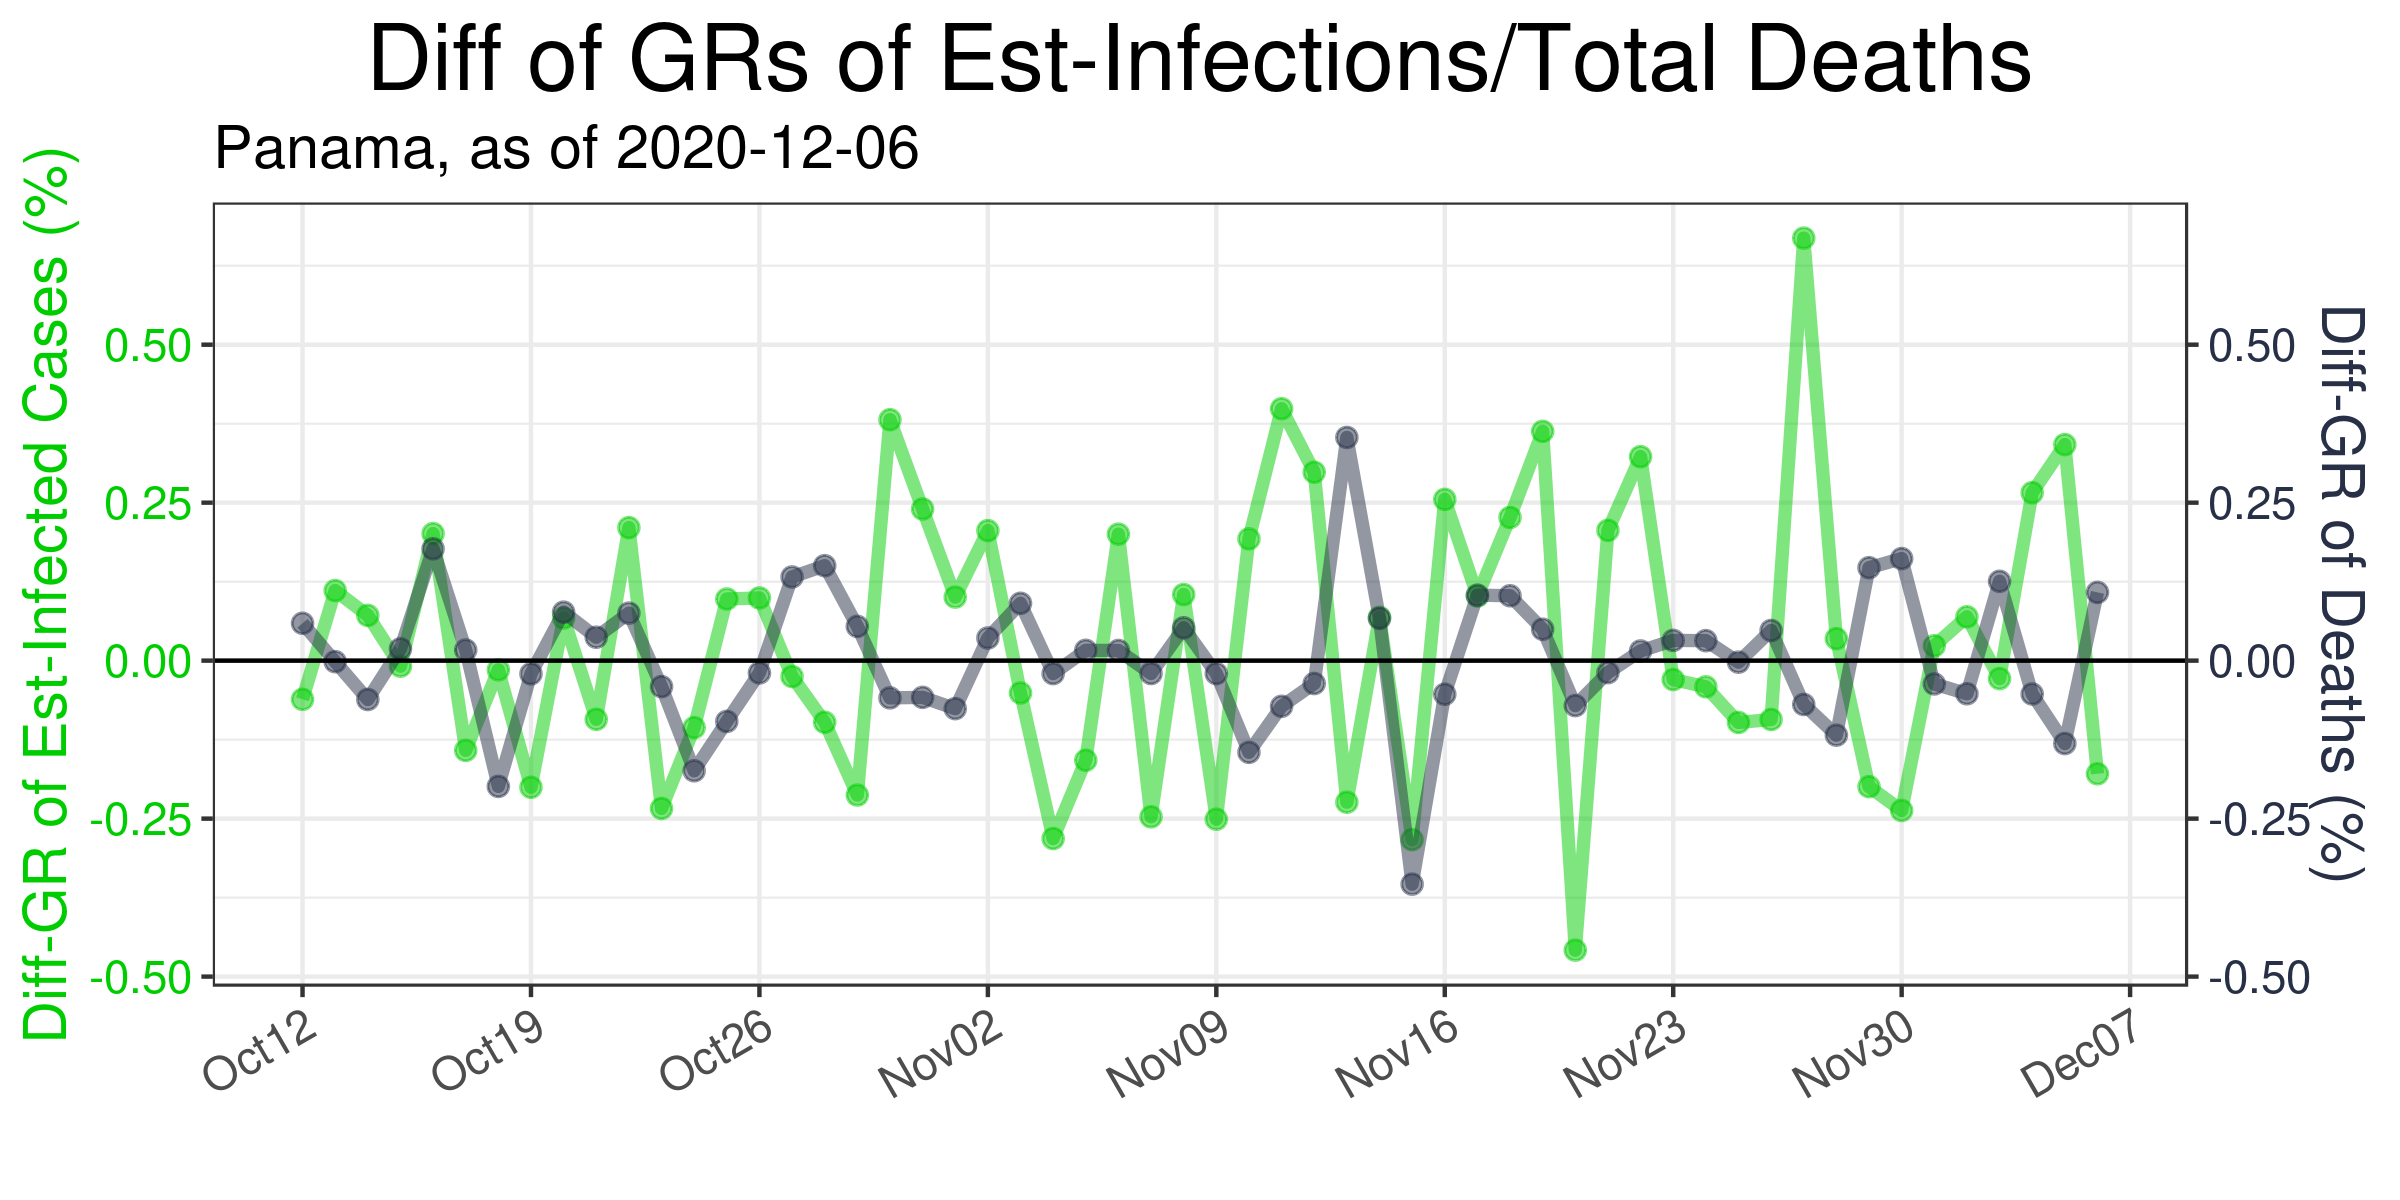 Diff of GRs of Est-Infections/Total Deaths
Panama, as of 2020-12-06
Diff-GR of Est-Infected Cases (%)
0.50
0.25
0.00
-0.25
-0.50
0.50
0.25
0.00
-0.25
-0.50
Diff-GR of Deaths (%)
Oct12
Oct19
Oct26
Nov02
Nov09
Nov16
Nov23
Nov30
Dec07